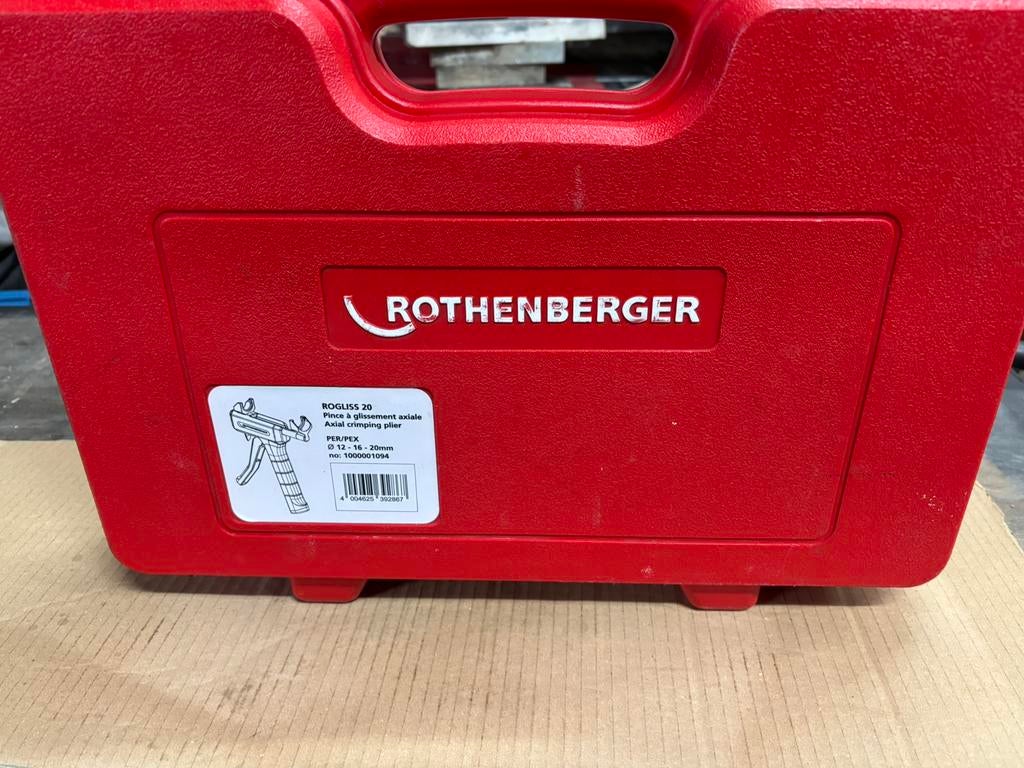 ROTHENBERGER
ROGLISS 20
Pince à glissement axiale
Axial crimping plier
PER/PEX
Ø 12 - 16 - 20mm
no: 1000001094
4 004625 392867